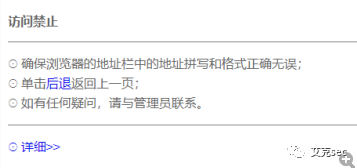 访问禁止
⊙ 确保浏览器的地址栏中的地址拼写和格式正确无误；
⊙ 单击后退返回上一页；
⊙ 如有任何疑问，请与管理员联系。
⊙ 详细>>
艾克sec